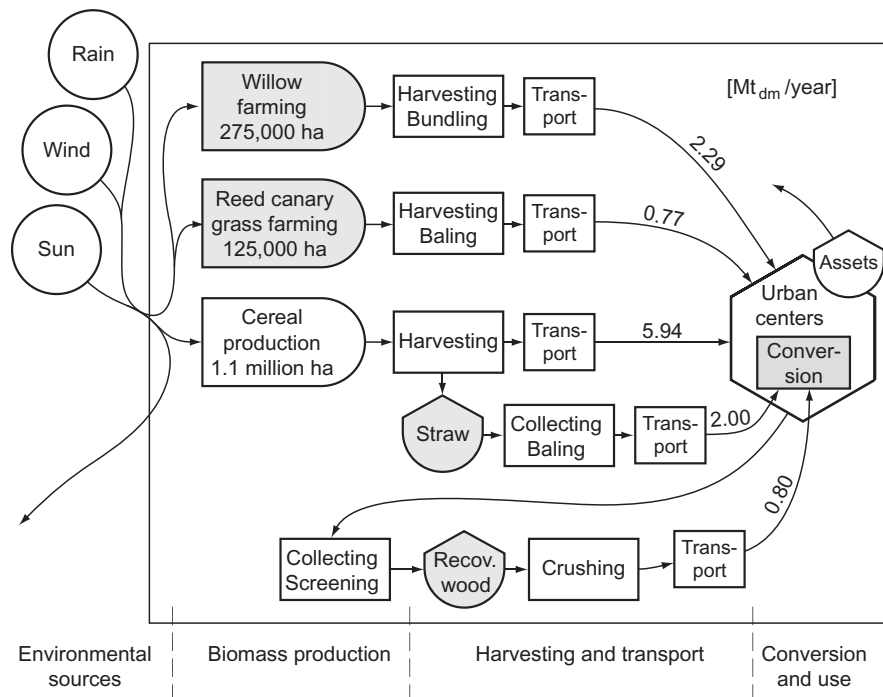 Rain
Wind
Sun
Willow
farming
275,000 ha
Harvesting
Bundling
Trans-
port
[Mt dm /year]
2.29
Reed canary
grass farming
125,000 ha
Harvesting
Baling
Trans-
port
0.77
Assets
Cereal
production
1.1 million ha
Harvesting
Trans-
port
5.94
Urban
centers
Conver-
sion
Straw
Collecting
Baling
Trans-
port
2.00
Collecting
Screening
Recov.
wood
Crushing
Trans-
port
0.80
Environmental
sources
Biomass production
Harvesting and transport
Conversion
and use